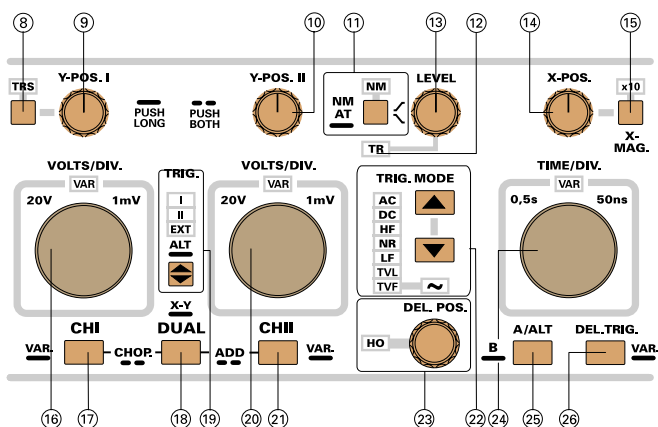 8 9 10 11 13 12 14 15
TRS Y-POS. I Y-POS. II NM LEVEL X-POS. x10
PUSH LONG
PUSH BOTH
NM AT
TR
X-MAG.
VOLTS/DIV.
VAR
20V 1mV
TRIG.
I
II
EXT
ALT
VOLTS/DIV.
VAR
20V 1mV
TRIG. MODE
AC
DC
HF
NR
LF
TVL
TVF ~
TIME/DIV.
VAR
0,5s 50ns
X-Y
DEL. POS.
HO
VAR. CHI CHOP. DUAL ADD CHII VAR.
B A/ALT DEL.TRIG. VAR.
16 17 18 19 20 21 23 22 24 25 26